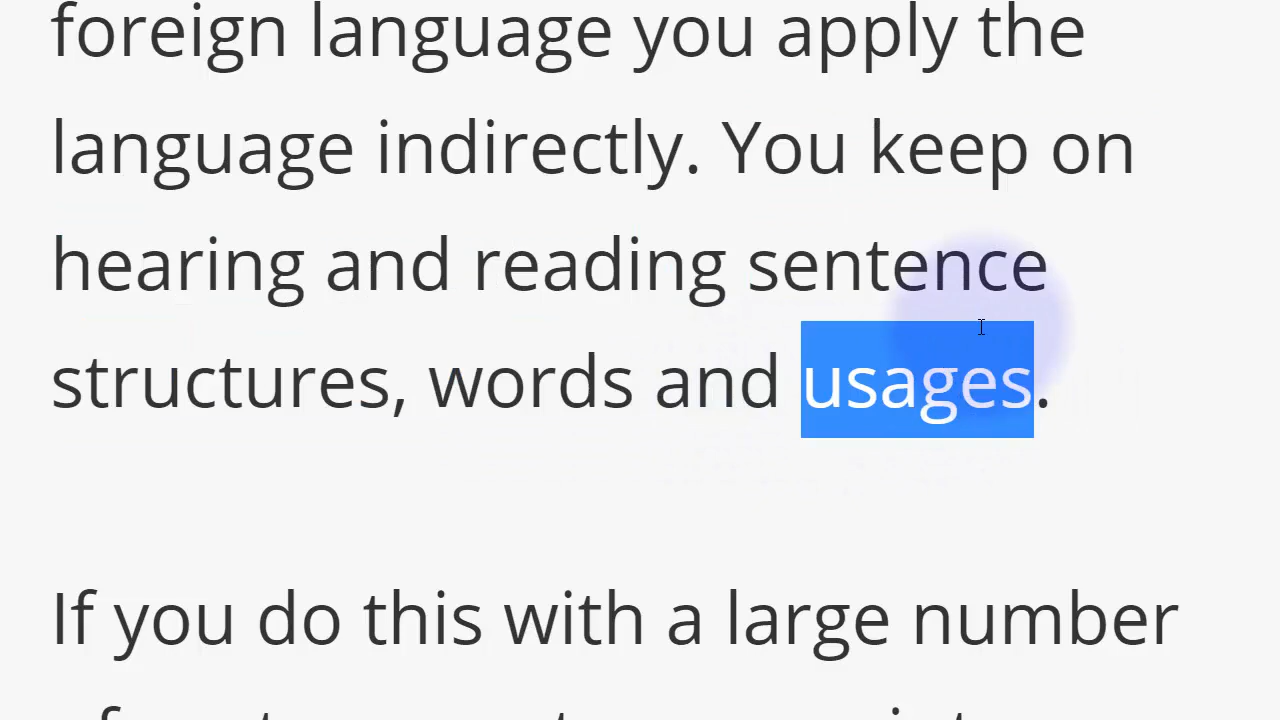 foreign language you apply the
language indirectly. You keep on
hearing and reading sentence
structures, words and usages.
If you do this with a large number